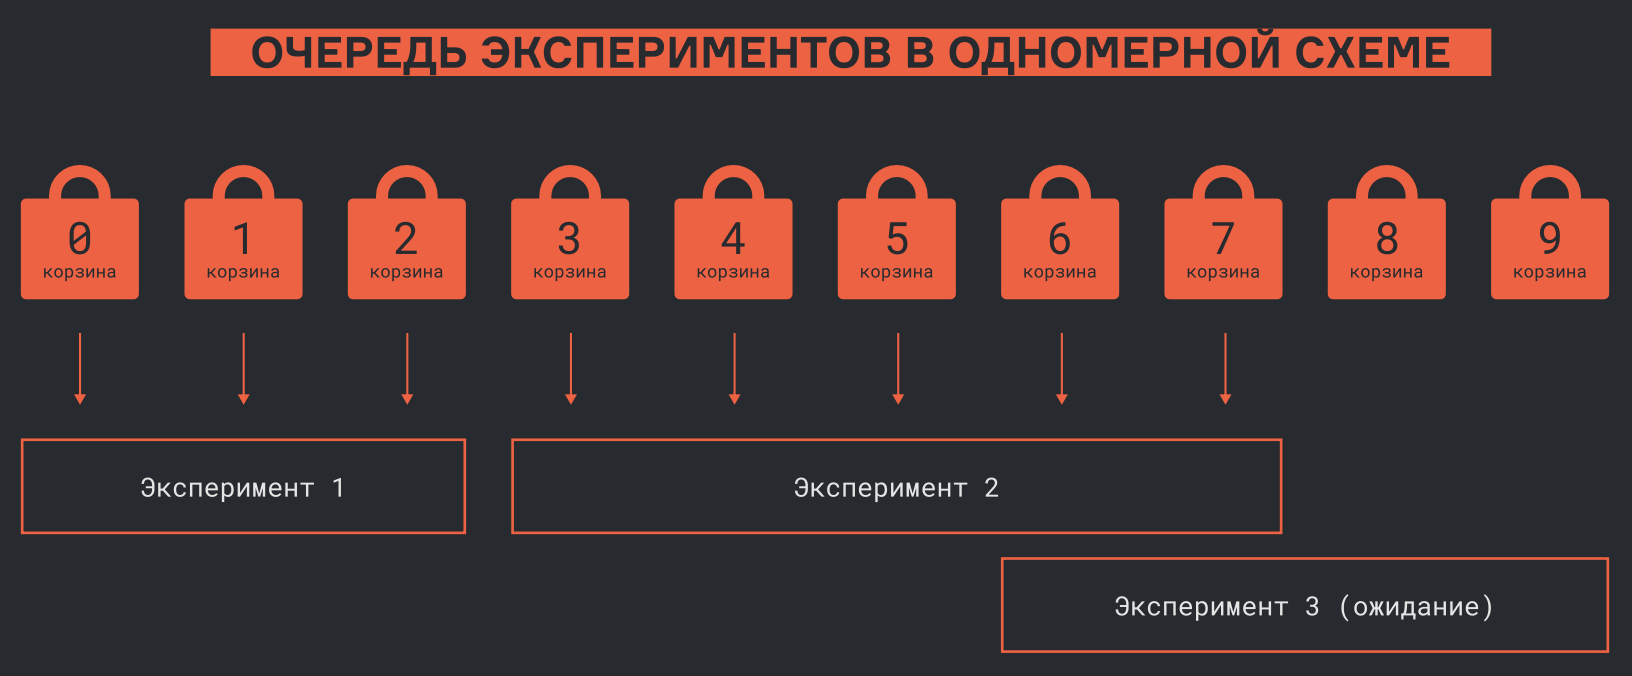 ОЧЕРЕДЬ ЭКСПЕРИМЕНТОВ В ОДНОМЕРНОЙ СХЕМЕ
0 1 2 3 4 5 6 7 8 9
корзина корзина корзина корзина корзина корзина корзина корзина корзина корзина
Эксперимент 1 Эксперимент 2
Эксперимент 3 (ожидание)